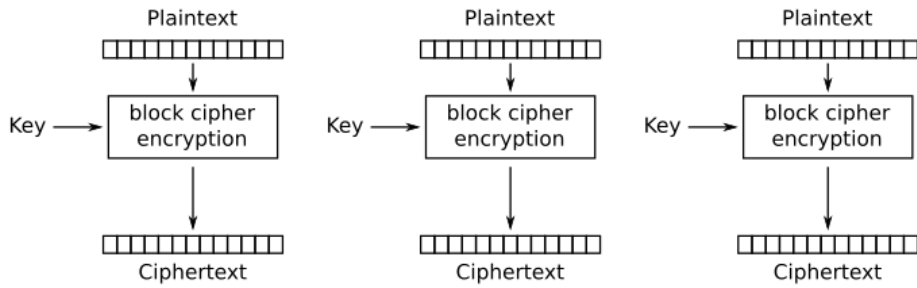 Plaintext
Plaintext
Plaintext
Key
block cipher
encryption
Key
block cipher
encryption
Key
block cipher
encryption
Ciphertext
Ciphertext
Ciphertext